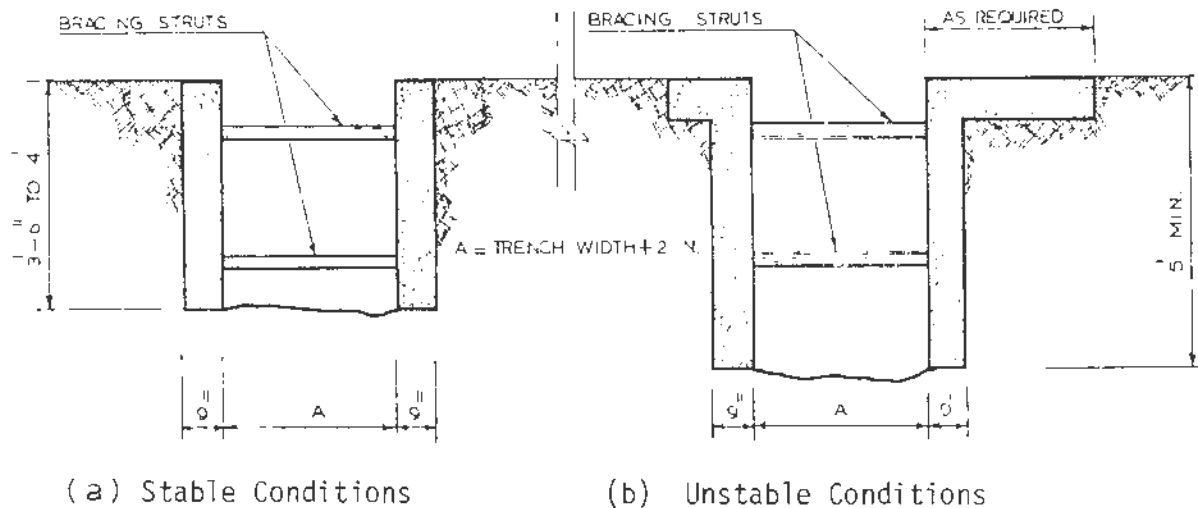 BRACING STRUTS
BRACING STRUTS
AS REQUIRED
3'-6" TO 4'
A = TRENCH WIDTH + 2 IN.
5' MIN.
9"
A
9"
9"
A
(a) Stable Conditions
(b) Unstable Conditions